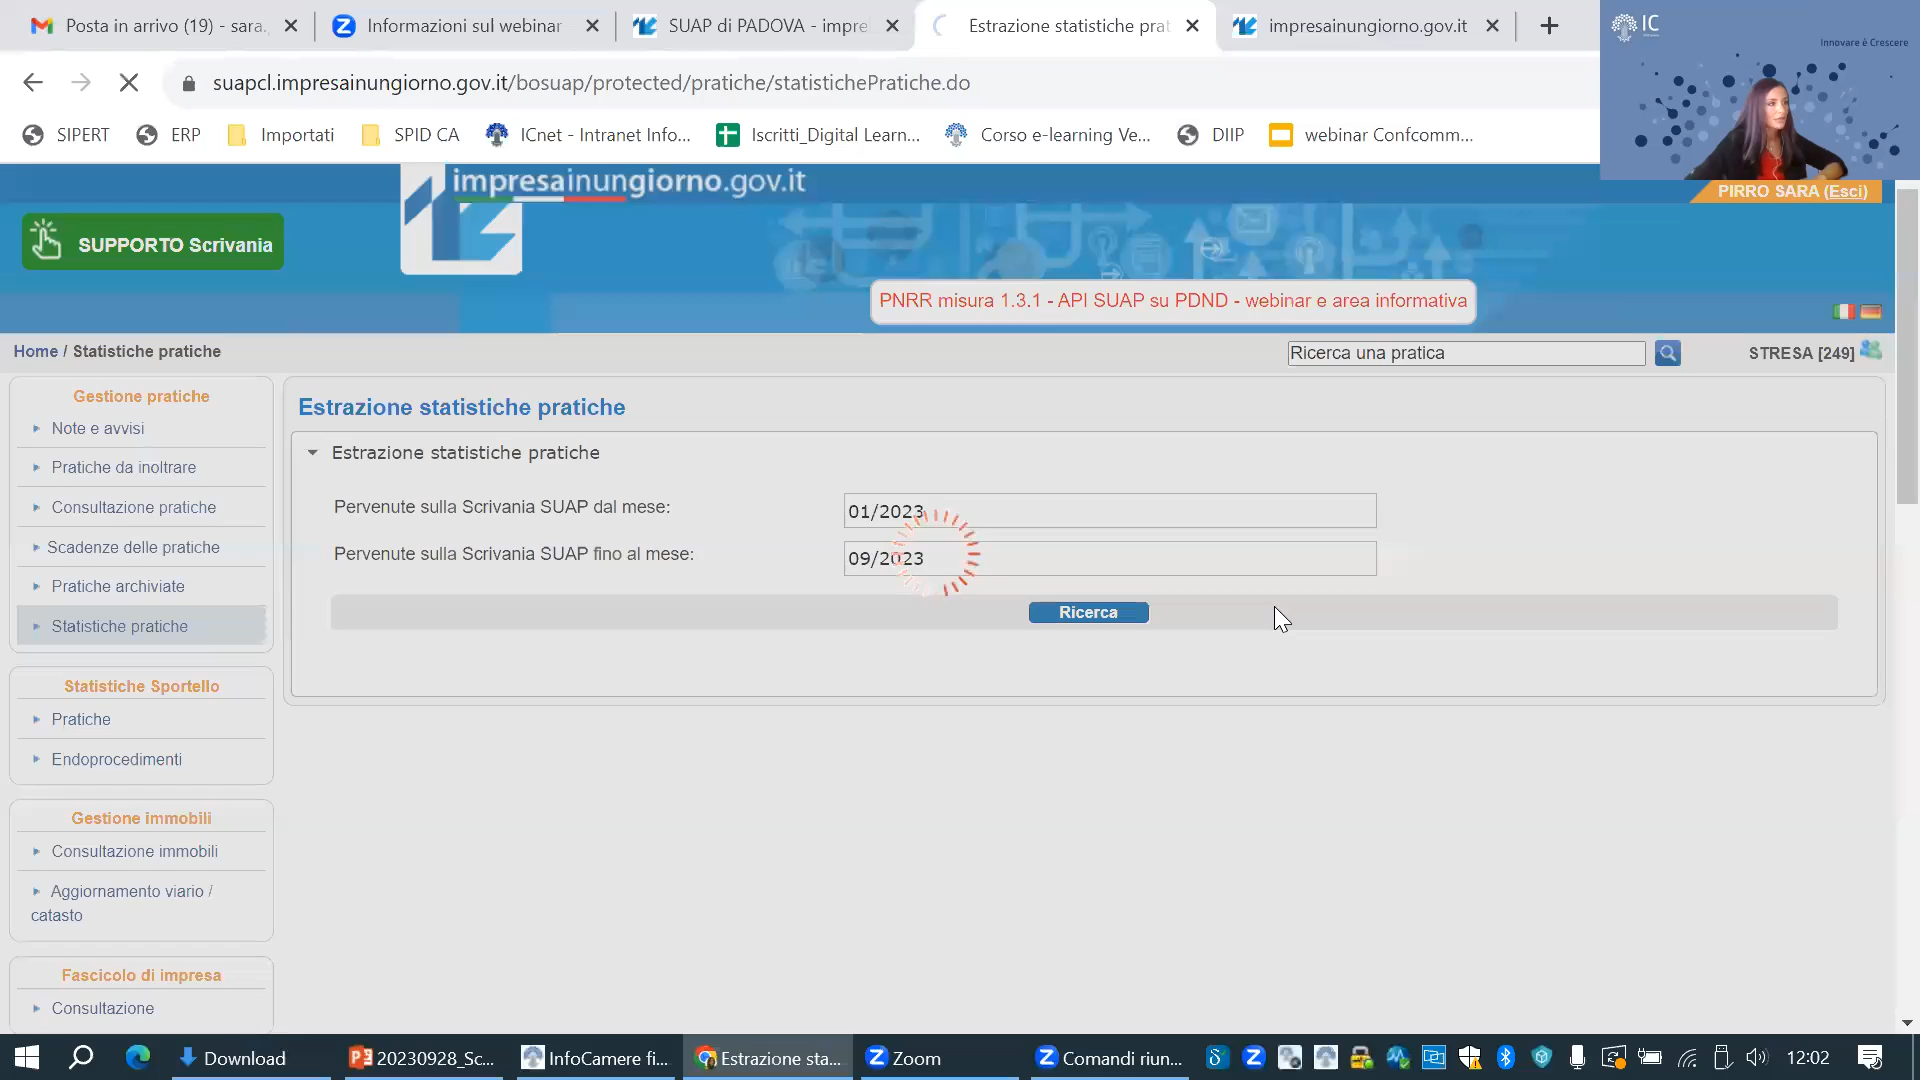 Posta in arrivo (19) - sara.
Informazioni sul webinar
SUAP di PADOVA - impre
Estrazione statistiche prat
impresainungiorno.gov.it
IC
Innovare è Crescere
suapcl.impresainungiorno.gov.it/bosuap/protected/pratiche/statistichePratiche.do
SIPERT
ERP
Importati
SPID CA
ICnet - Intranet Info...
Iscritti_Digital Learn...
Corso e-learning Ve...
DIIP
webinar Confcomm...
impresainungiorno.gov.it
PIRRO SARA (Esci)
SUPPORTO Scrivania
PNRR misura 1.3.1 - API SUAP su PDND - webinar e area informativa
Home / Statistiche pratiche
Ricerca una pratica
STRESA [249]
Gestione pratiche
Note e avvisi
Pratiche da inoltrare
Consultazione pratiche
Scadenze delle pratiche
Pratiche archiviate
Statistiche pratiche
Statistiche Sportello
Pratiche
Endoprocedimenti
Gestione immobili
Consultazione immobili
Aggiornamento viario /
catasto
Fascicolo di impresa
Consultazione
Estrazione statistiche pratiche
Estrazione statistiche pratiche
Pervenute sulla Scrivania SUAP dal mese:
01/2023
Pervenute sulla Scrivania SUAP fino al mese:
09/2023
Ricerca
Download
20230928_Sc...
InfoCamere fi...
Estrazione sta...
Zoom
Comandi riun...
12:02